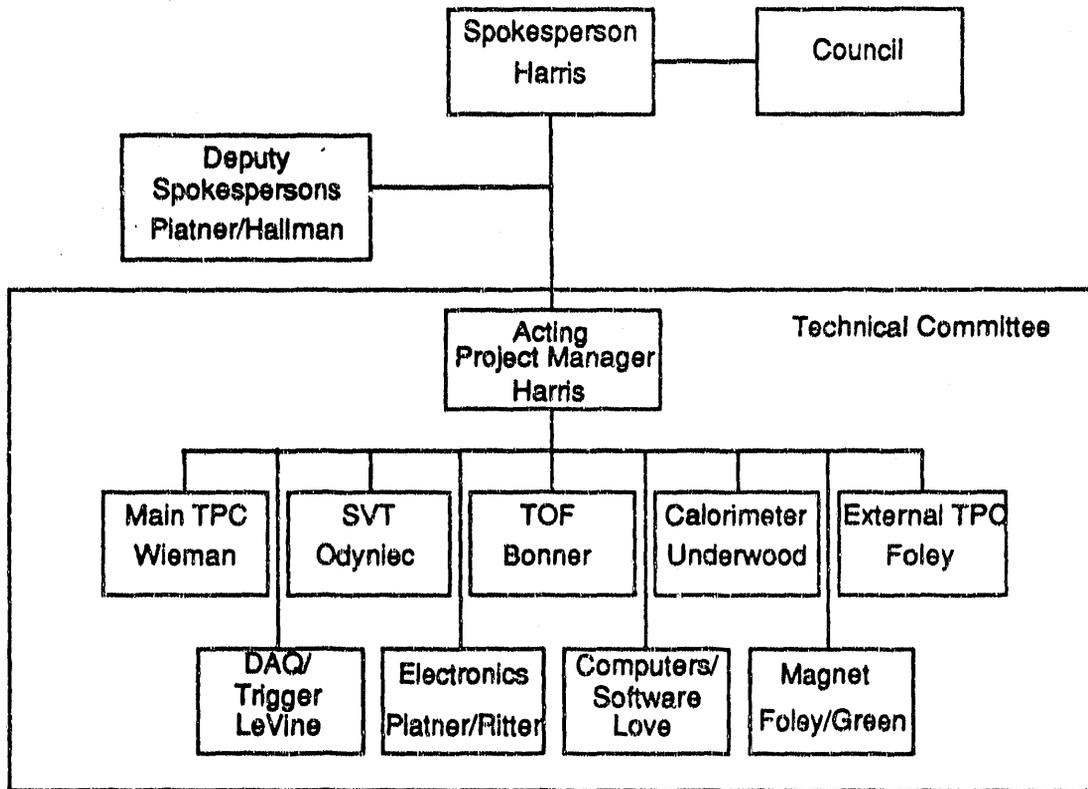 Spokesperson
Harris
Council
Deputy
Spokespersons
Platner/Hallman
Technical Committee
Acting
Project Manager
Harris
Main TPC
Wieman
SVT
Odyniec
TOF
Bonner
Calorimeter
Underwood
External TPC
Foley
DAQ/
Trigger
LeVine
Electronics
Platner/Ritter
Computers/
Software
Love
Magnet
Foley/Green